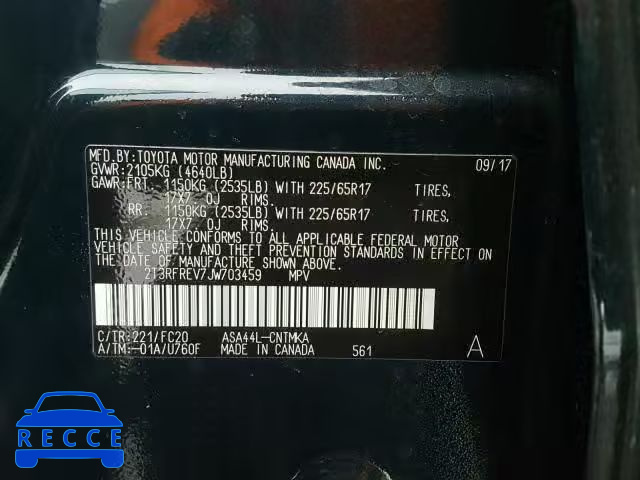 MFD.BY:TOYOTA MOTOR MANUFACTURING CANADA INC. 09/17
GVWR:2105KG (4640LB)
GAWR:FRT. 1150KG (2535LB) WITH 225/65R17 TIRES,
17X7.0J RIMS.
RR. 1150KG (2535LB) WITH 225/65R17 TIRES,
17X7.0J RIMS.
THIS VEHICLE CONFORMS TO ALL APPLICABLE FEDERAL MOTOR
VEHICLE SAFETY AND THEFT PREVENTION STANDARDS IN EFFECT ON
THE DATE OF MANUFACTURE SHOWN ABOVE.
2T3RFREV7JW703459 MPV
C/TR:221/FC20 ASA44L-CNTMKA
A/TM:-01A/U760F MADE IN CANADA 561 A
RECCE